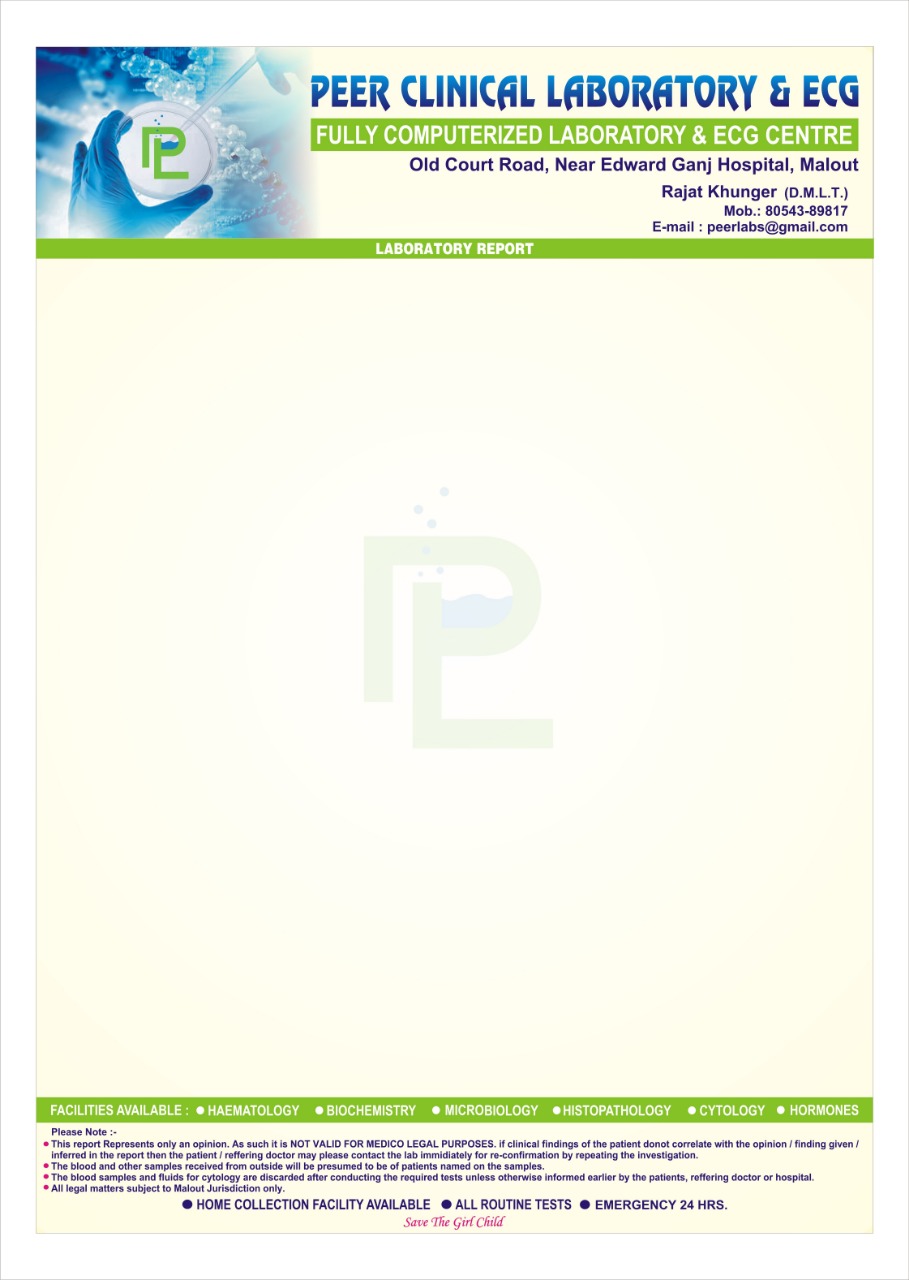 PL
PEER CLINICAL LABORATORY & ECG
FULLY COMPUTERIZED LABORATORY & ECG CENTRE
Old Court Road, Near Edward Ganj Hospital, Malout
Rajat Khunger (D.M.L.T.)
Mob.: 80543-89817
E-mail : peerlabs@gmail.com
LABORATORY REPORT
PL
FACILITIES AVAILABLE : ● HAEMATOLOGY ● BIOCHEMISTRY ● MICROBIOLOGY ● HISTOPATHOLOGY ● CYTOLOGY ● HORMONES
Please Note :-
● This report Represents only an opinion. As such it is NOT VALID FOR MEDICO LEGAL PURPOSES. if clinical findings of the patient donot correlate with the opinion / finding given /
inferred in the report then the patient / reffering doctor may please contact the lab immidiately for re-confirmation by repeating the investigation.
● The blood and other samples received from outside will be presumed to be of patients named on the samples.
● The blood samples and fluids for cytology are discarded after conducting the required tests unless otherwise informed earlier by the patients, reffering doctor or hospital.
● All legal matters subject to Malout Jurisdiction only.
● HOME COLLECTION FACILITY AVAILABLE ● ALL ROUTINE TESTS ● EMERGENCY 24 HRS.
Save The Girl Child